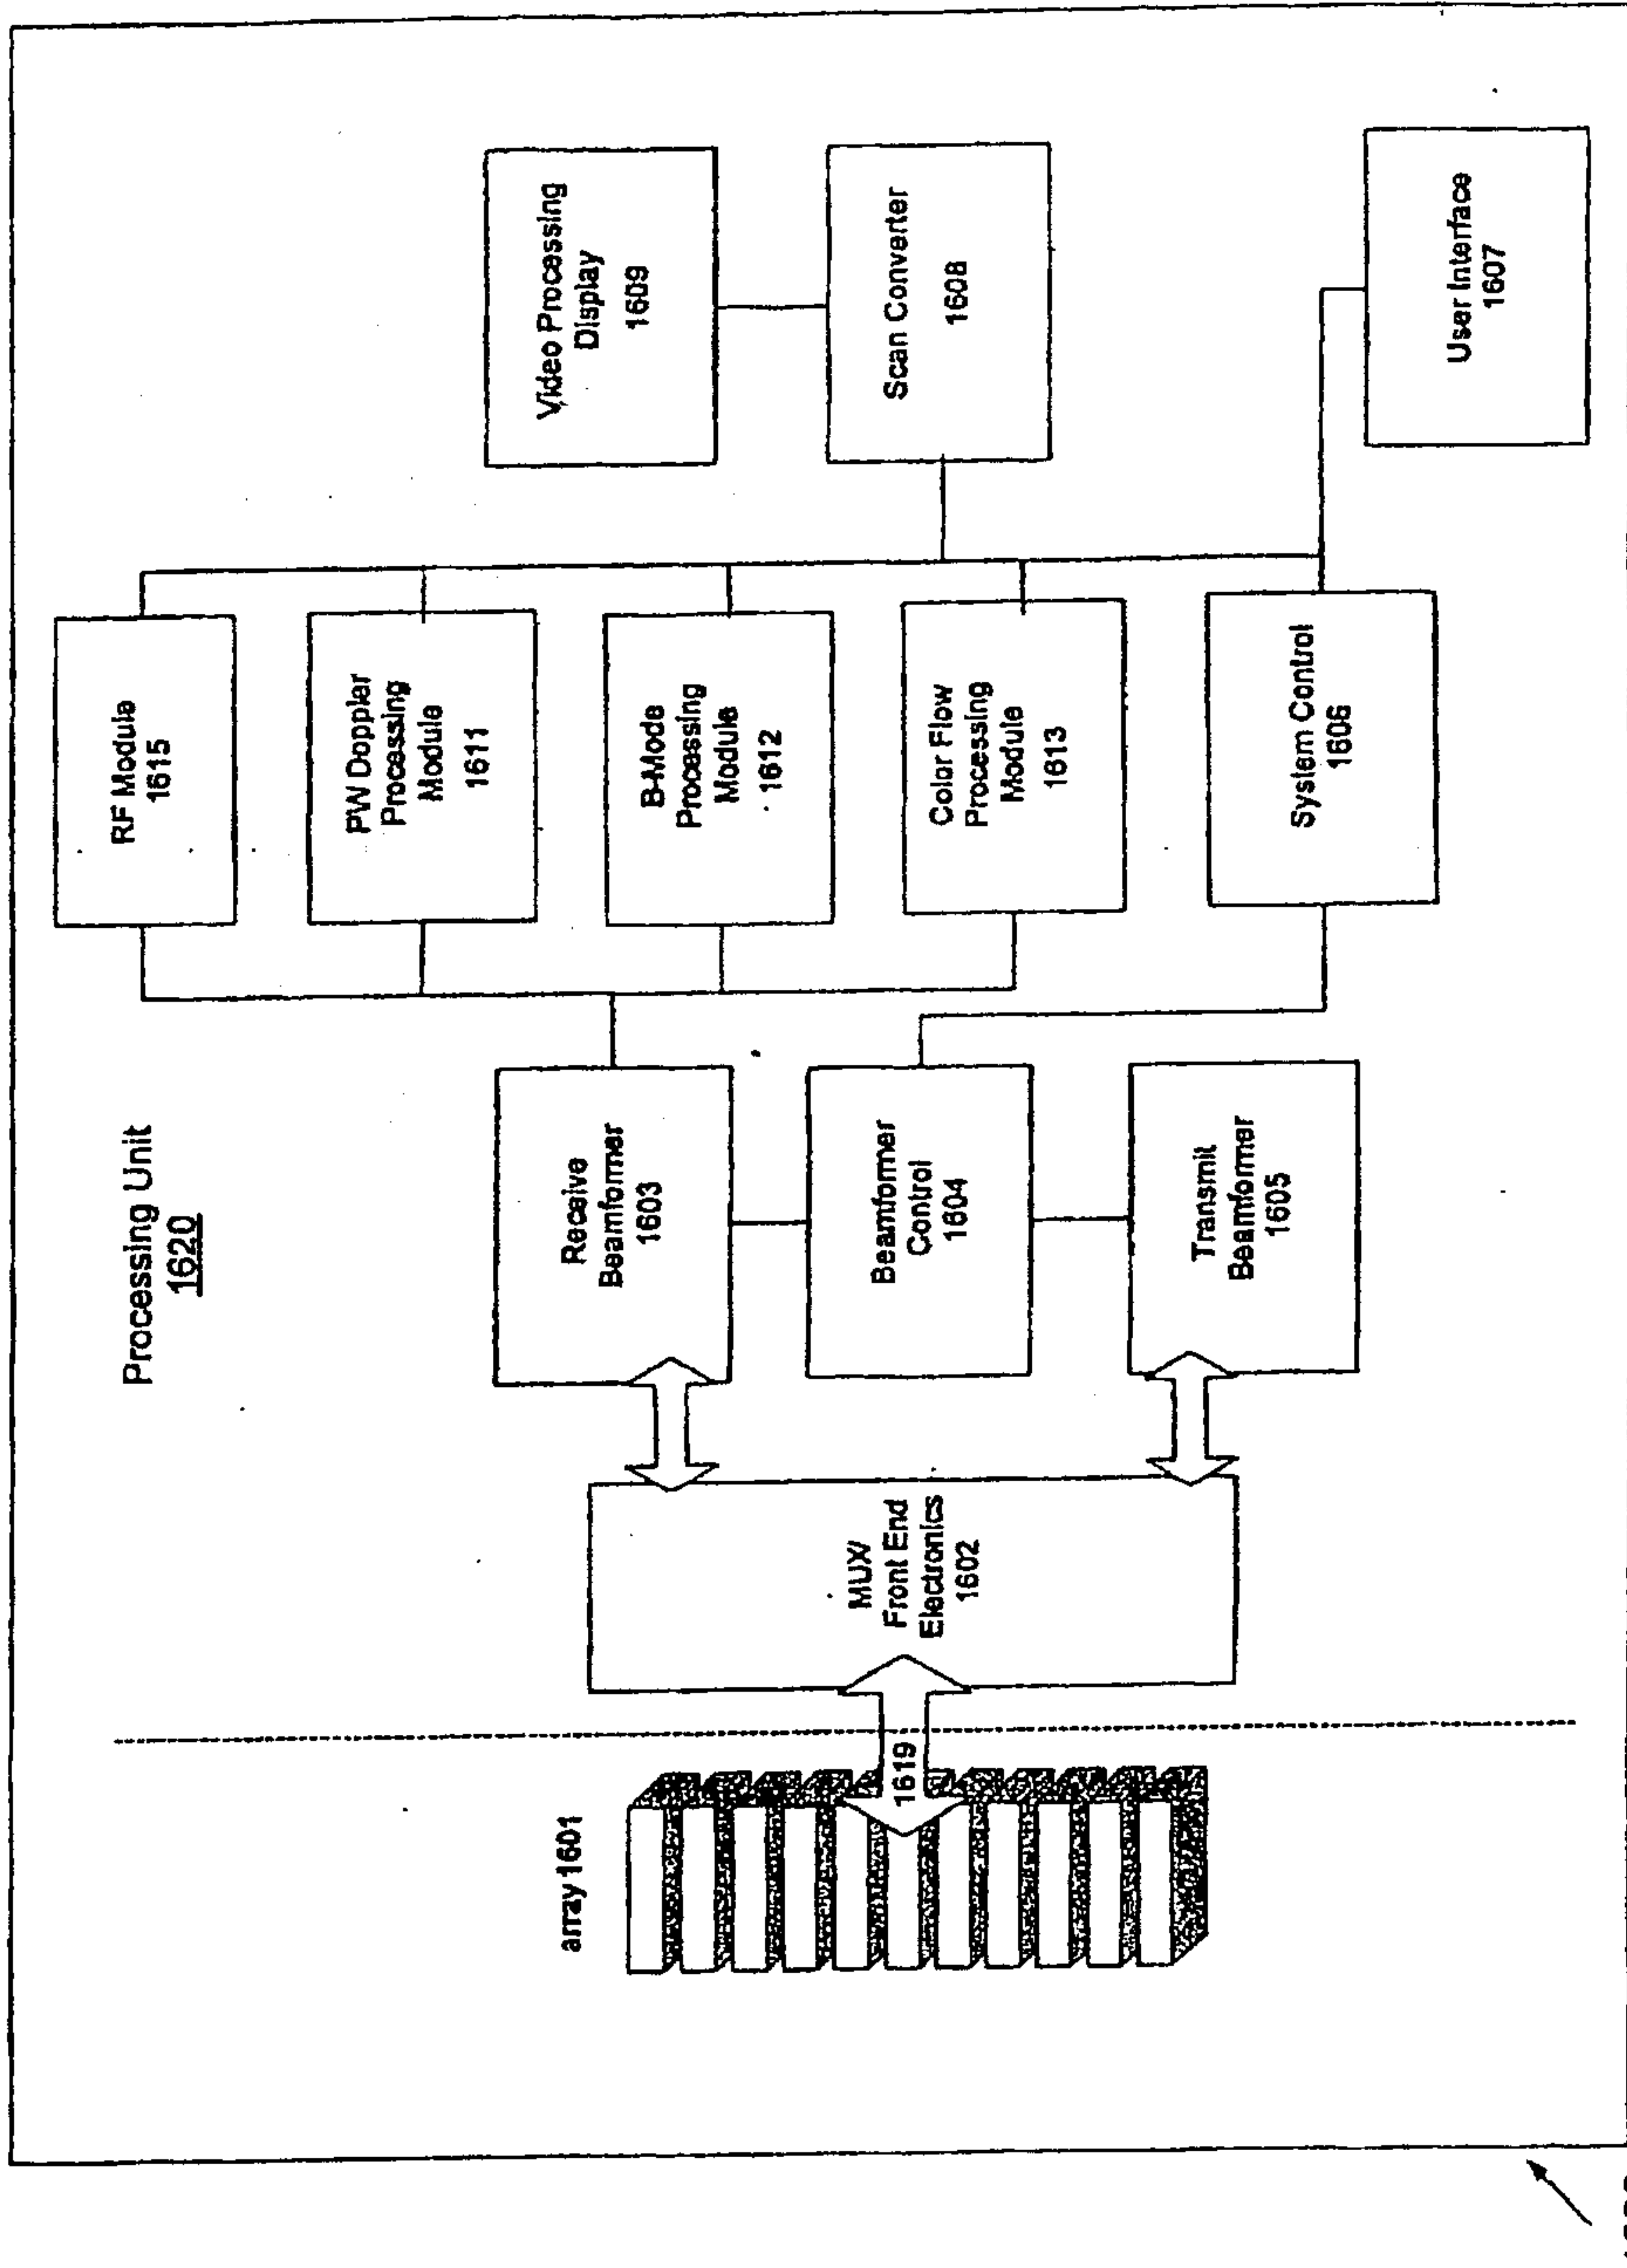 Processing Unit
1620
array 1601
1619
MUX/
Front End
Electronics
1602
Receive
Beamformer
1603
Beamformer
Control
1604
Transmit
Beamformer
1605
RF Module
1615
PW Doppler
Processing
Module
1611
B-Mode
Processing
Module
1612
Color Flow
Processing
Module
1613
System Control
1606
Video Processing
Display
1609
Scan Converter
1608
User Interface
1607